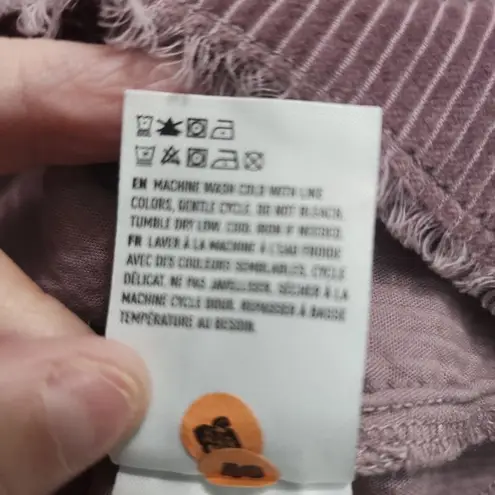 EN MACHINE WASH COLD WITH LIKE
COLORS, GENTLE CYCLE. DO NOT BLEACH.
TUMBLE DRY LOW. COOL IRON IF NEEDED.
FR LAVER À LA MACHINE À L'EAU FROIDE
AVEC DES COULEURS SEMBLABLES, CYCLE
DÉLICAT. NE PAS JAVELLISER. SÉCHER À LA
MACHINE CYCLE DOUX. REPASSER À BASSE
TEMPÉRATURE AU BESOIN.